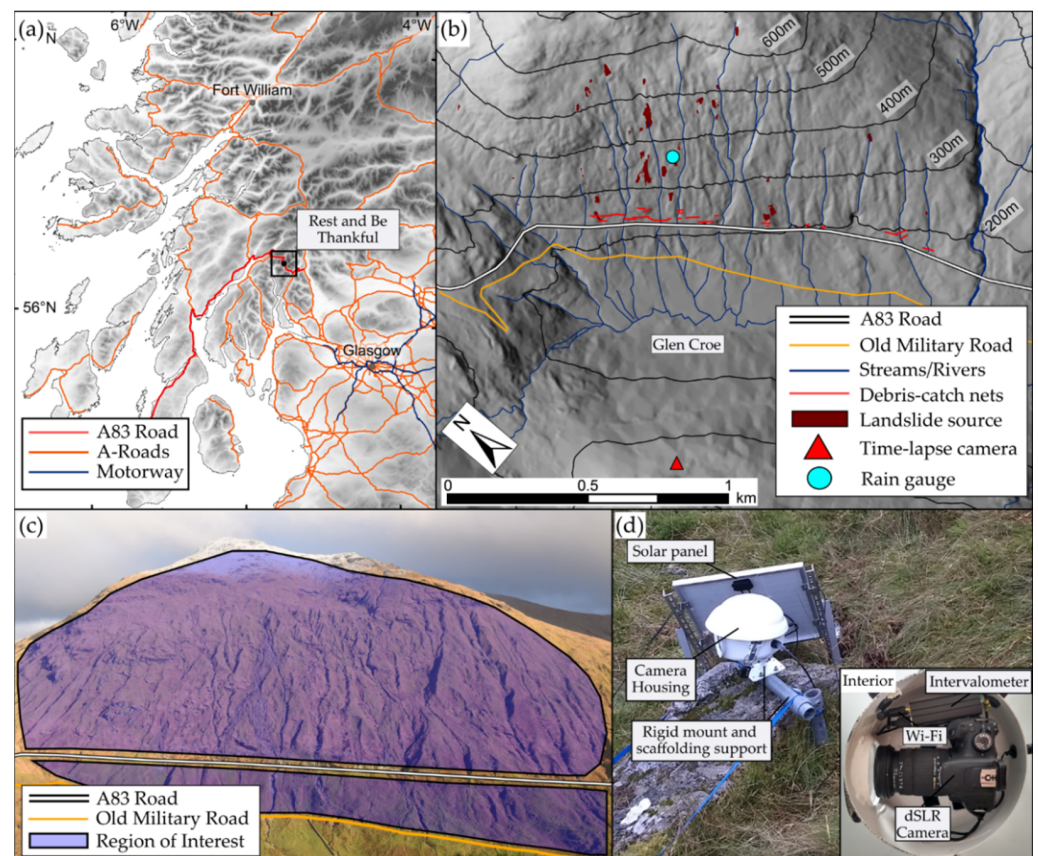 (a)
6°W
4°W
N
Fort William
Rest and Be
Thankful
56°N
Glasgow
A83 Road
A-Roads
Motorway
(b)
600m
500m
400m
300m
200m
Glen Croe
N
0
0.5
1
km
A83 Road
Old Military Road
Streams/Rivers
Debris-catch nets
Landslide source
Time-lapse camera
Rain gauge
(c)
A83 Road
Old Military Road
Region of Interest
(d)
Solar panel
Camera
Housing
Rigid mount and
scaffolding support
Interior
Intervalometer
Wi-Fi
dSLR
Camera